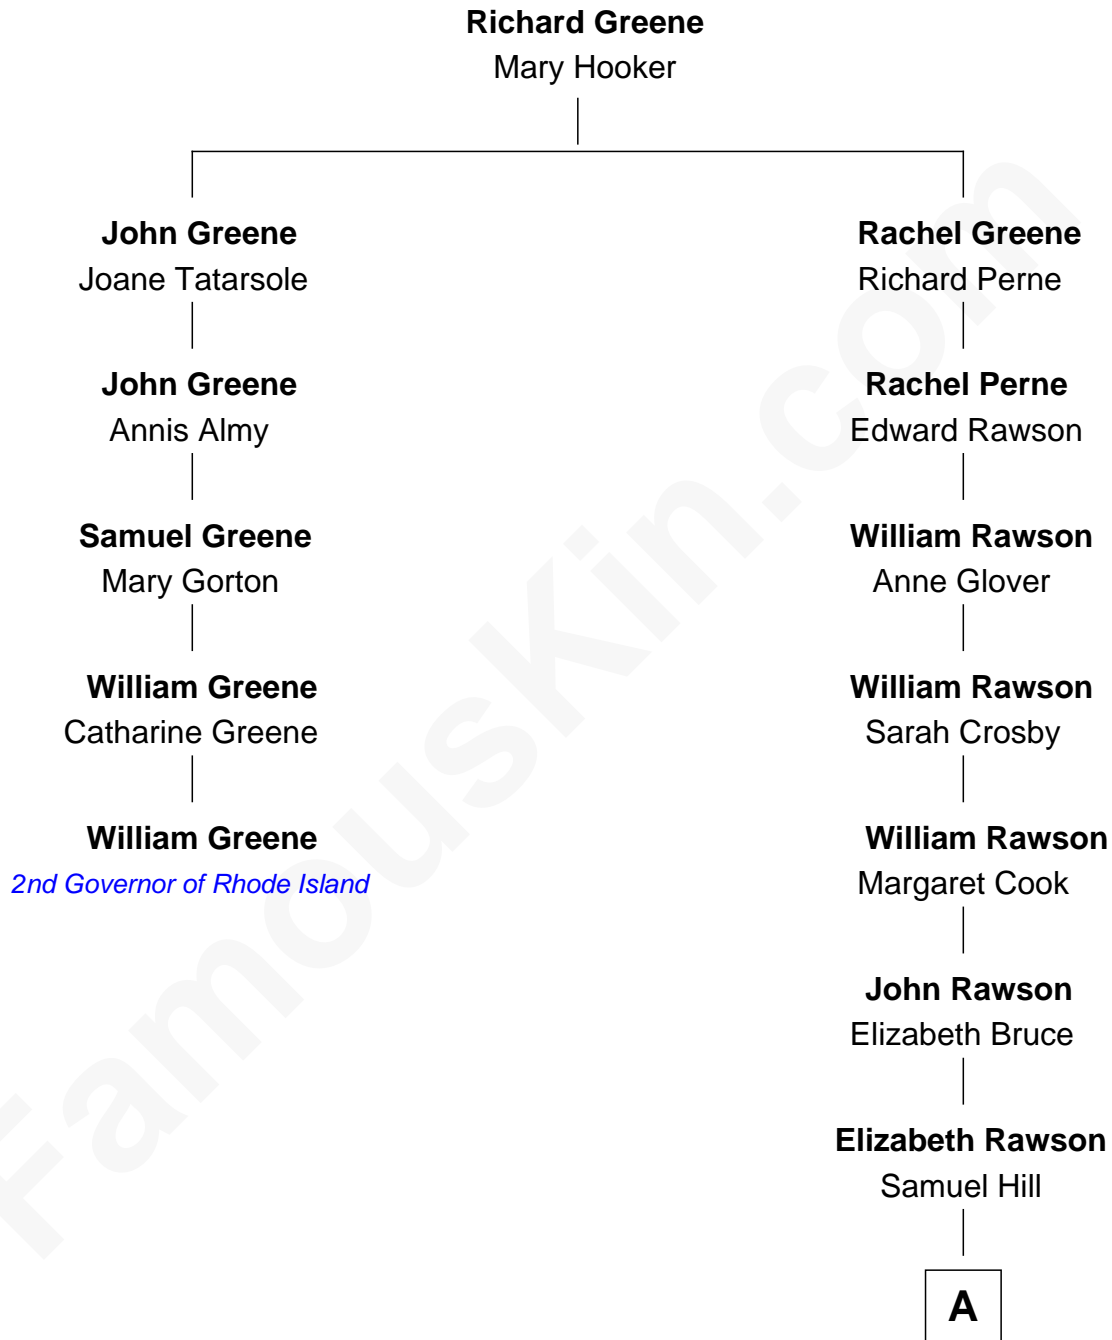 Richard Greene
Mary Hooker
John Greene
Joane Tatarsole
John Greene
Annis Almy
Samuel Greene
Mary Gorton
William Greene
Catharine Greene
William Greene
2nd Governor of Rhode Island
Rachel Greene
Richard Perne
Rachel Perne
Edward Rawson
William Rawson
Anne Glover
William Rawson
Sarah Crosby
William Rawson
Margaret Cook
John Rawson
Elizabeth Bruce
Elizabeth Rawson
Samuel Hill
A
FamousKin.com